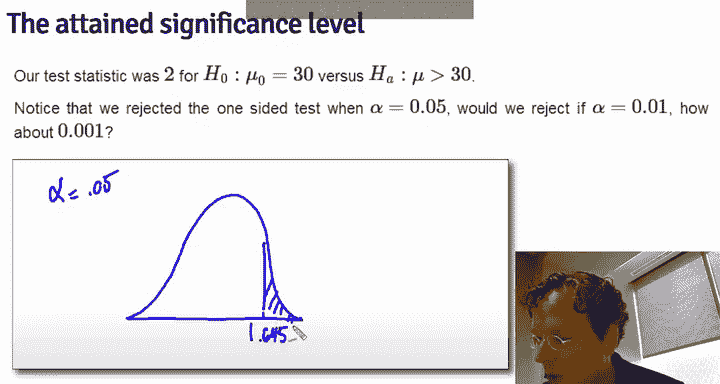 The attained significance level
Our test statistic was 2 for H₀ : μ₀ = 30 versus Hₐ : μ > 30.
Notice that we rejected the one sided test when α = 0.05, would we reject if α = 0.01, how
about 0.001?
α = .05
1.645